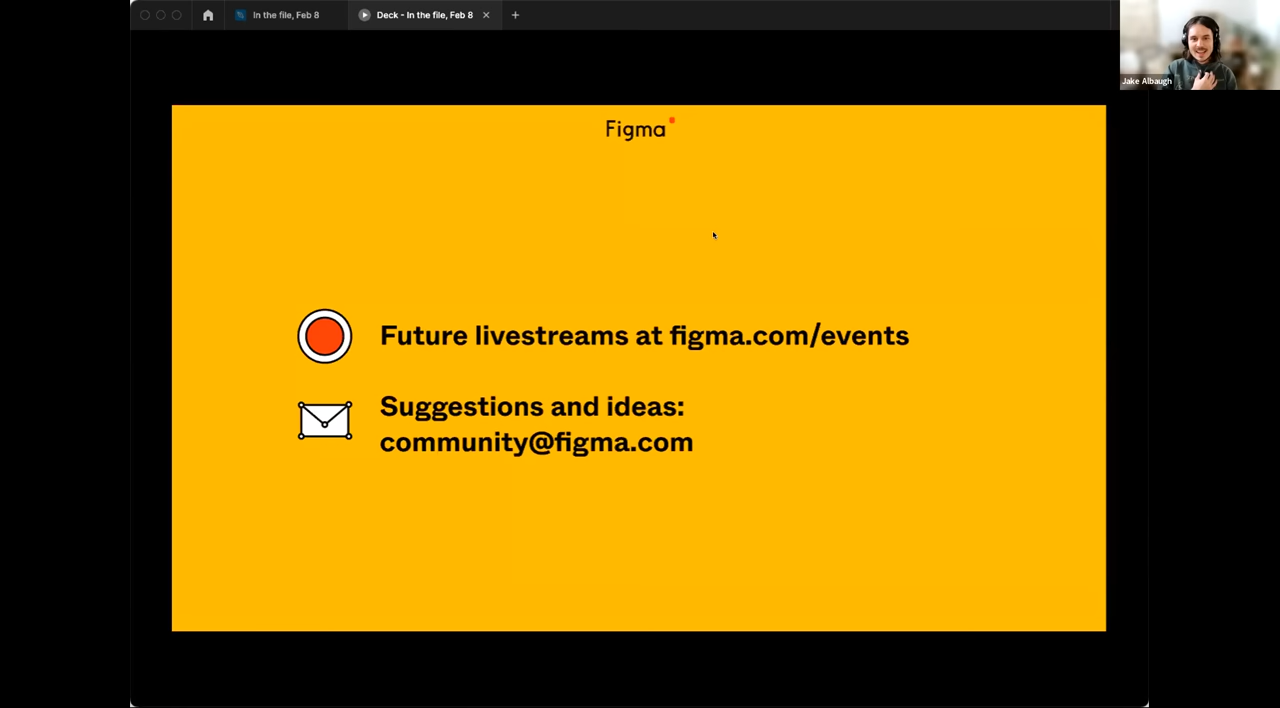 In the file, Feb 8
Deck - In the file, Feb 8
Jake Albaugh
Figma
Future livestreams at figma.com/events
Suggestions and ideas:
community@figma.com